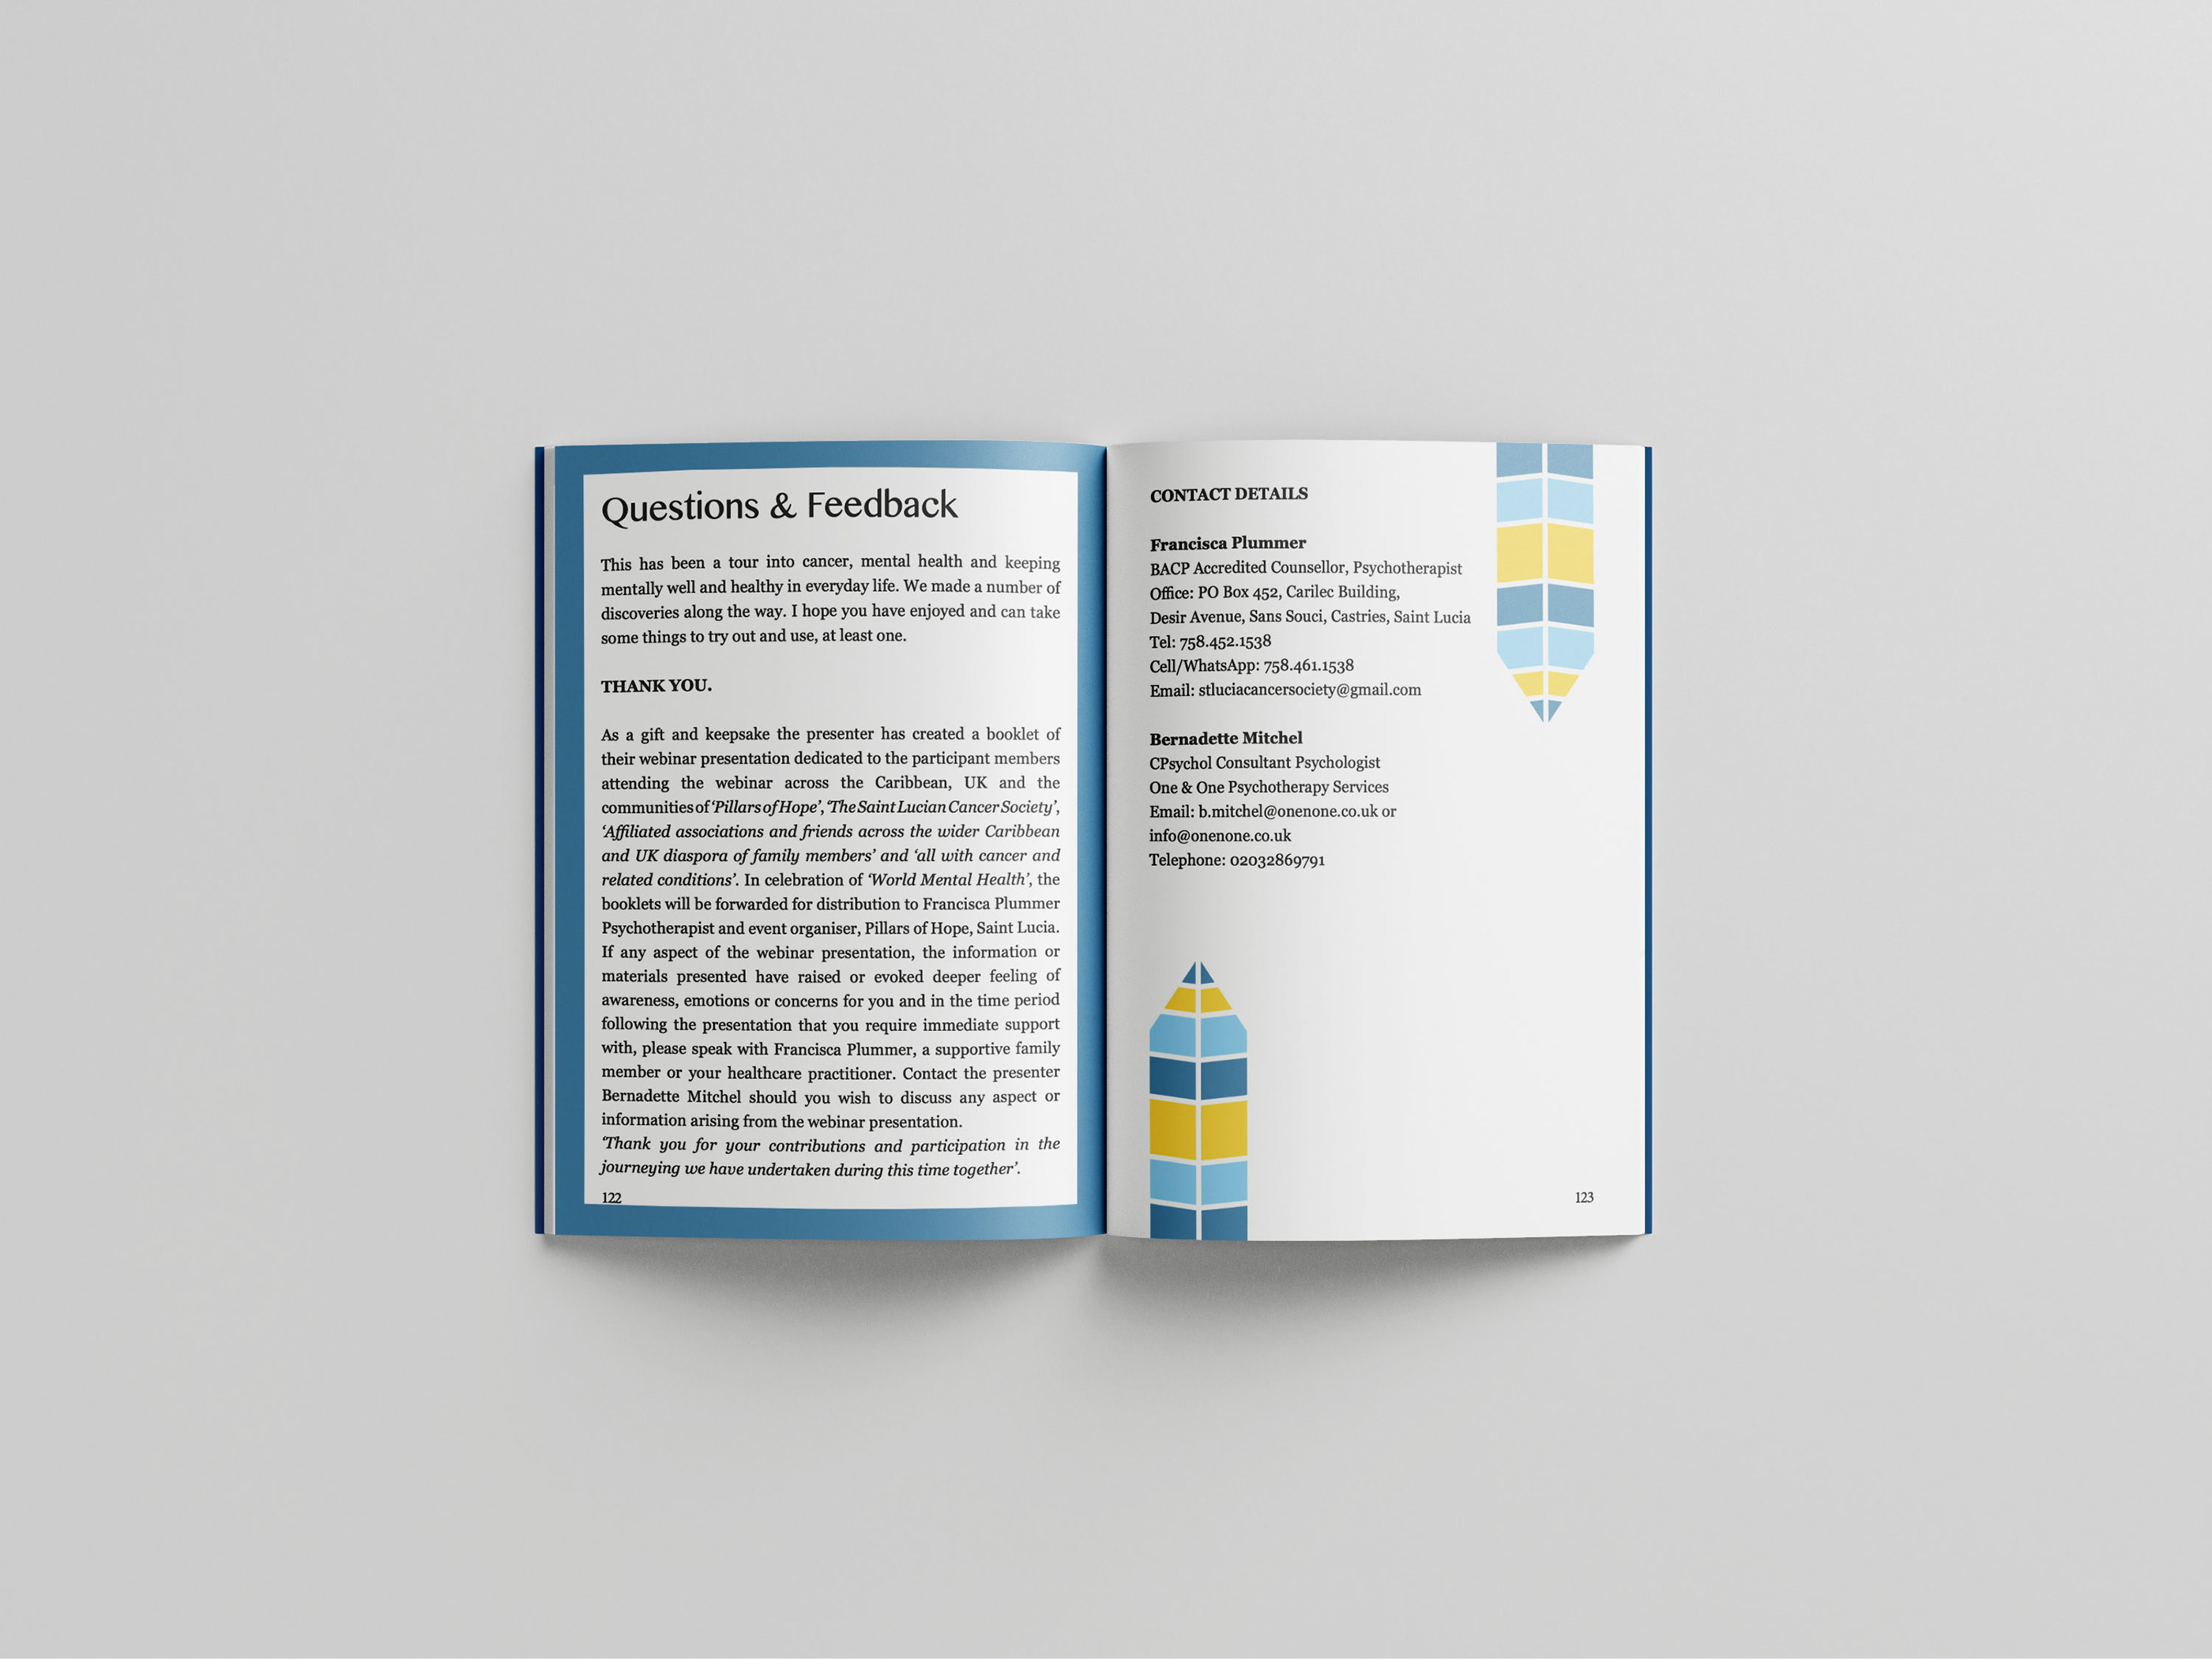 Questions & Feedback
This has been a tour into cancer, mental health and keeping
mentally well and healthy in everyday life. We made a number of
discoveries along the way. I hope you have enjoyed and can take
some things to try out and use, at least one.
THANK YOU.
As a gift and keepsake the presenter has created a booklet of
their webinar presentation dedicated to the participant members
attending the webinar across the Caribbean, UK and the
communities of ‘Pillars of Hope’, ‘The Saint Lucian Cancer Society’,
‘Affiliated associations and friends across the wider Caribbean
and UK diaspora of family members’ and ‘all with cancer and
related conditions’. In celebration of ‘World Mental Health’, the
booklets will be forwarded for distribution to Francisca Plummer
Psychotherapist and event organiser, Pillars of Hope, Saint Lucia.
If any aspect of the webinar presentation, the information or
materials presented have raised or evoked deeper feeling of
awareness, emotions or concerns for you and in the time period
following the presentation that you require immediate support
with, please speak with Francisca Plummer, a supportive family
member or your healthcare practitioner. Contact the presenter
Bernadette Mitchel should you wish to discuss any aspect or
information arising from the webinar presentation.
‘Thank you for your contributions and participation in the
journeying we have undertaken during this time together’.
122
CONTACT DETAILS
Francisca Plummer
BACP Accredited Counsellor, Psychotherapist
Office: PO Box 452, Carilec Building,
Desir Avenue, Sans Souci, Castries, Saint Lucia
Tel: 758.452.1538
Cell/WhatsApp: 758.461.1538
Email: stluciacancersociety@gmail.com
Bernadette Mitchel
CPsychol Consultant Psychologist
One & One Psychotherapy Services
Email: b.mitchel@onenone.co.uk or
info@onenone.co.uk
Telephone: 02032869791
123